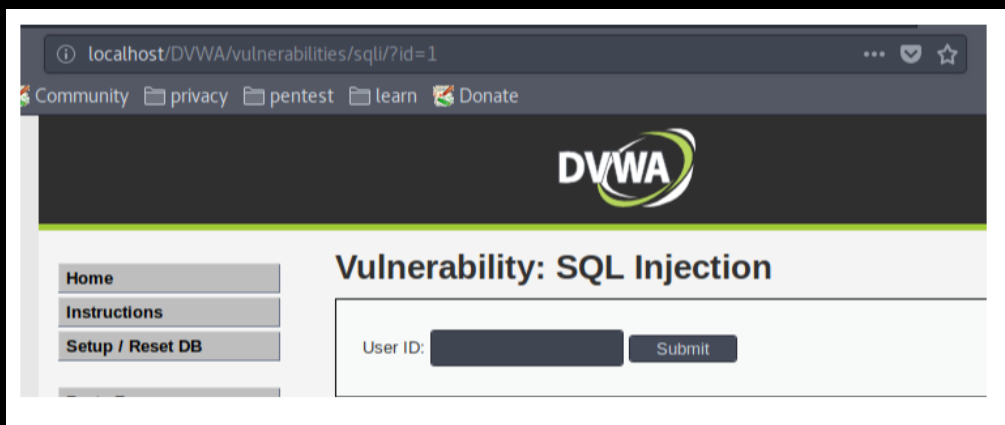 localhost/DVWA/vulnerabilities/sqli/?id=1
Community privacy pentest learn Donate
DVWA
Home
Instructions
Setup / Reset DB
Vulnerability: SQL Injection
User ID:
Submit